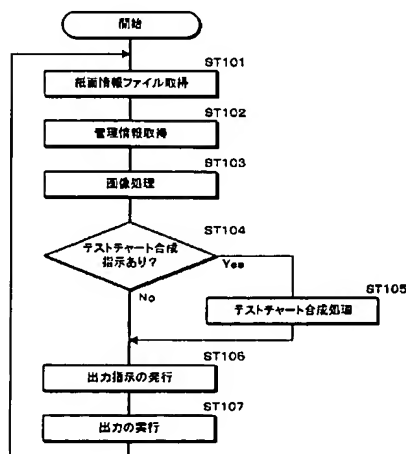 開始
ST101
紙面情報ファイル取得
ST102
管理情報取得
ST103
画像処理
ST104
テストチャート合成
指示あり?
Yes
No
ST105
テストチャート合成処理
ST106
出力指示の発行
ST107
出力の実行